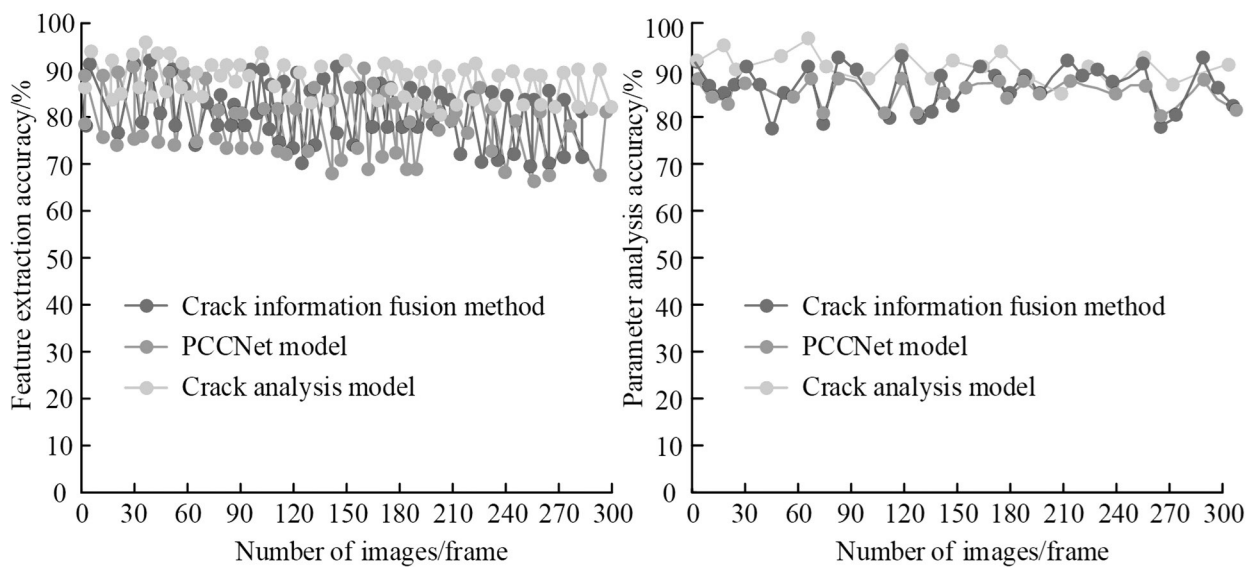 Feature extraction accuracy/%
100
90
80
70
60
50
40
30
20
10
0
Crack information fusion method
PCCNet model
Crack analysis model
0 30 60 90 120 150 180 210 240 270 300
Number of images/frame
Parameter analysis accuracy/%
100
90
80
70
60
50
40
30
20
10
0
Crack information fusion method
PCCNet model
Crack analysis model
0 30 60 90 120 150 180 210 240 270 300
Number of images/frame